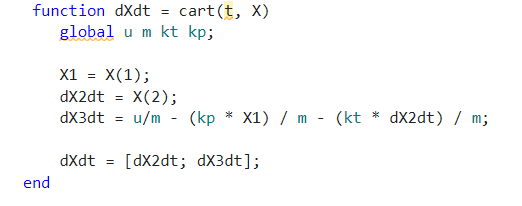 function dXdt = cart(t, X)
global u m kt kp;
X1 = X(1);
dX2dt = X(2);
dX3dt = u/m - (kp * X1) / m - (kt * dX2dt) / m;
dXdt = [dX2dt; dX3dt];
end